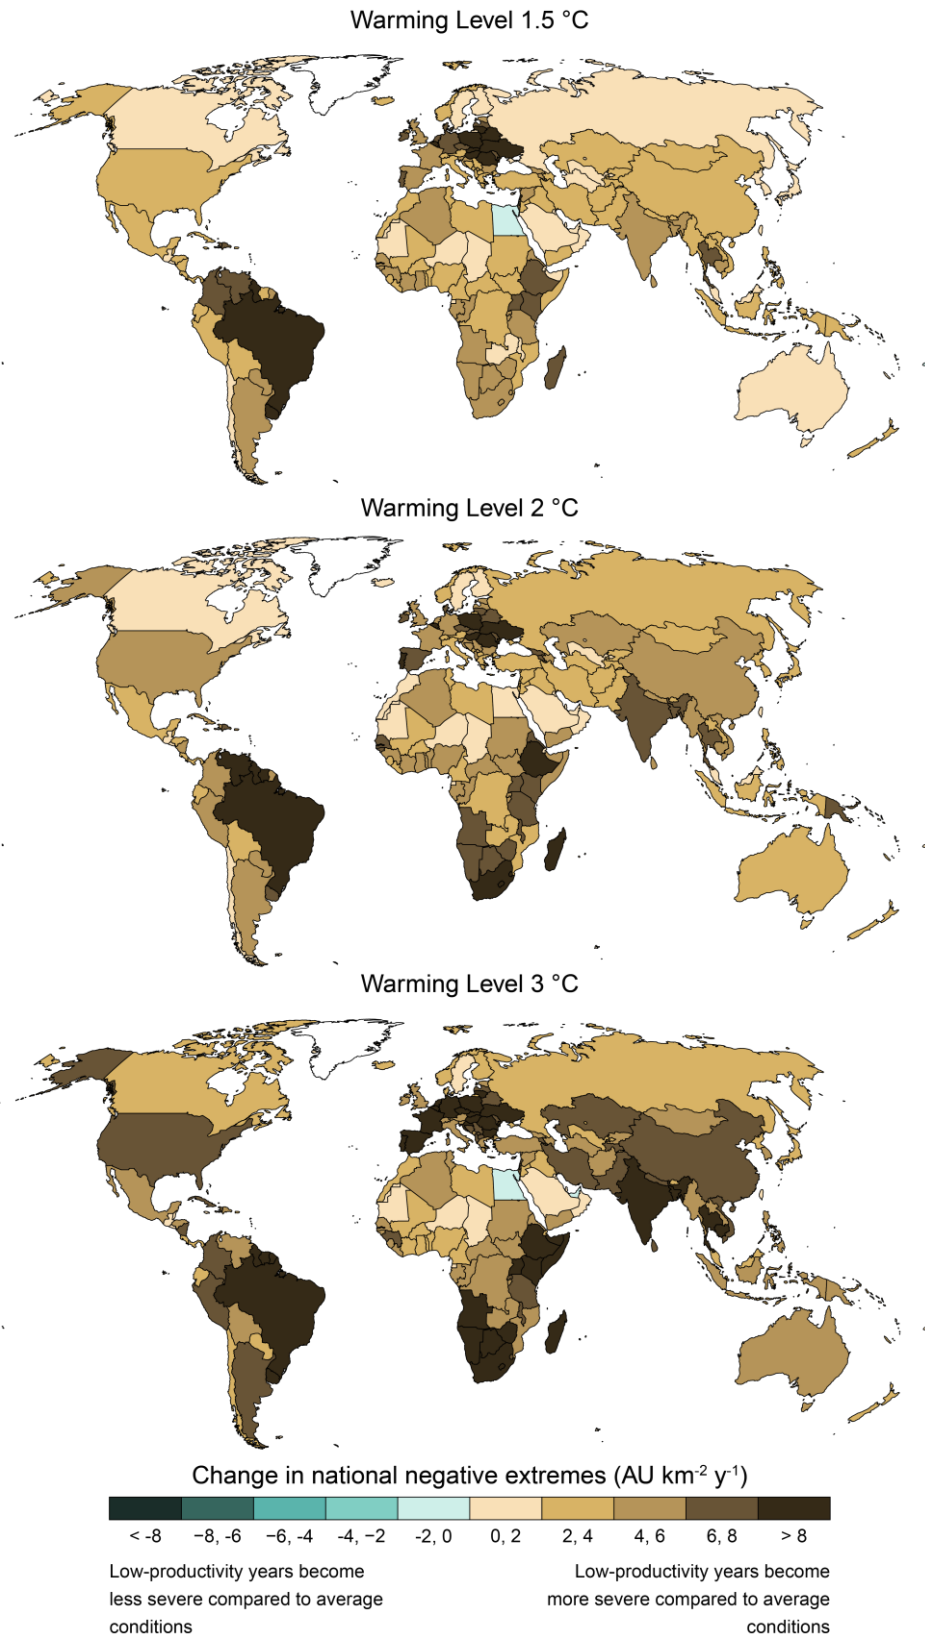 Warming Level 1.5 °C
Warming Level 2 °C
Warming Level 3 °C
Change in national negative extremes (AU km⁻² y⁻¹)
< -8 −8, -6 -6, -4 -4, −2 -2, 0 0, 2 2, 4 4, 6 6, 8 > 8
Low-productivity years become
less severe compared to average
conditions
Low-productivity years become
more severe compared to average
conditions